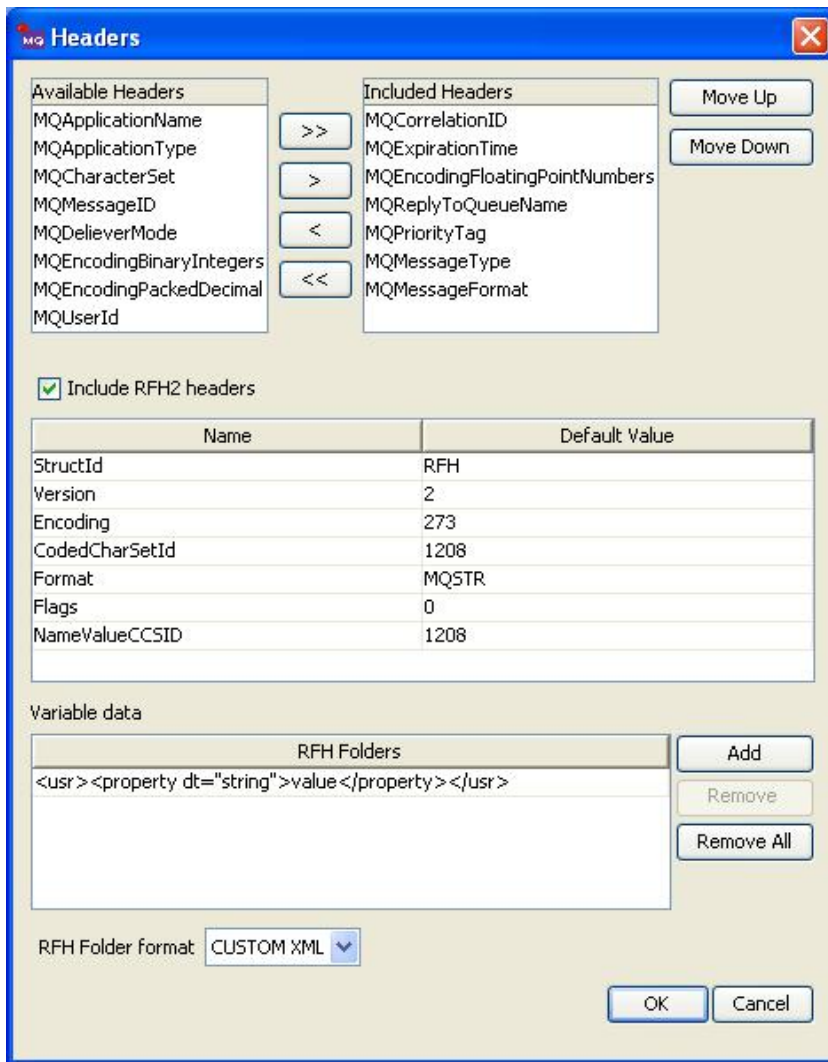 MQ Headers
Available Headers
MQApplicationName
MQApplicationType
MQCharacterSet
MQMessageID
MQDelieverMode
MQEncodingBinaryIntegers
MQEncodingPackedDecimal
MQUserId
>>
>
<
<<
Included Headers
MQCorrelationID
MQExpirationTime
MQEncodingFloatingPointNumbers
MQReplyToQueueName
MQPriorityTag
MQMessageType
MQMessageFormat
Move Up
Move Down
Include RFH2 headers
Name Default Value
StructId RFH
Version 2
Encoding 273
CodedCharSetId 1208
Format MQSTR
Flags 0
NameValueCCSID 1208
Variable data
RFH Folders
<usr><property dt="string">value</property></usr>
Add
Remove
Remove All
RFH Folder format CUSTOM XML
OK Cancel